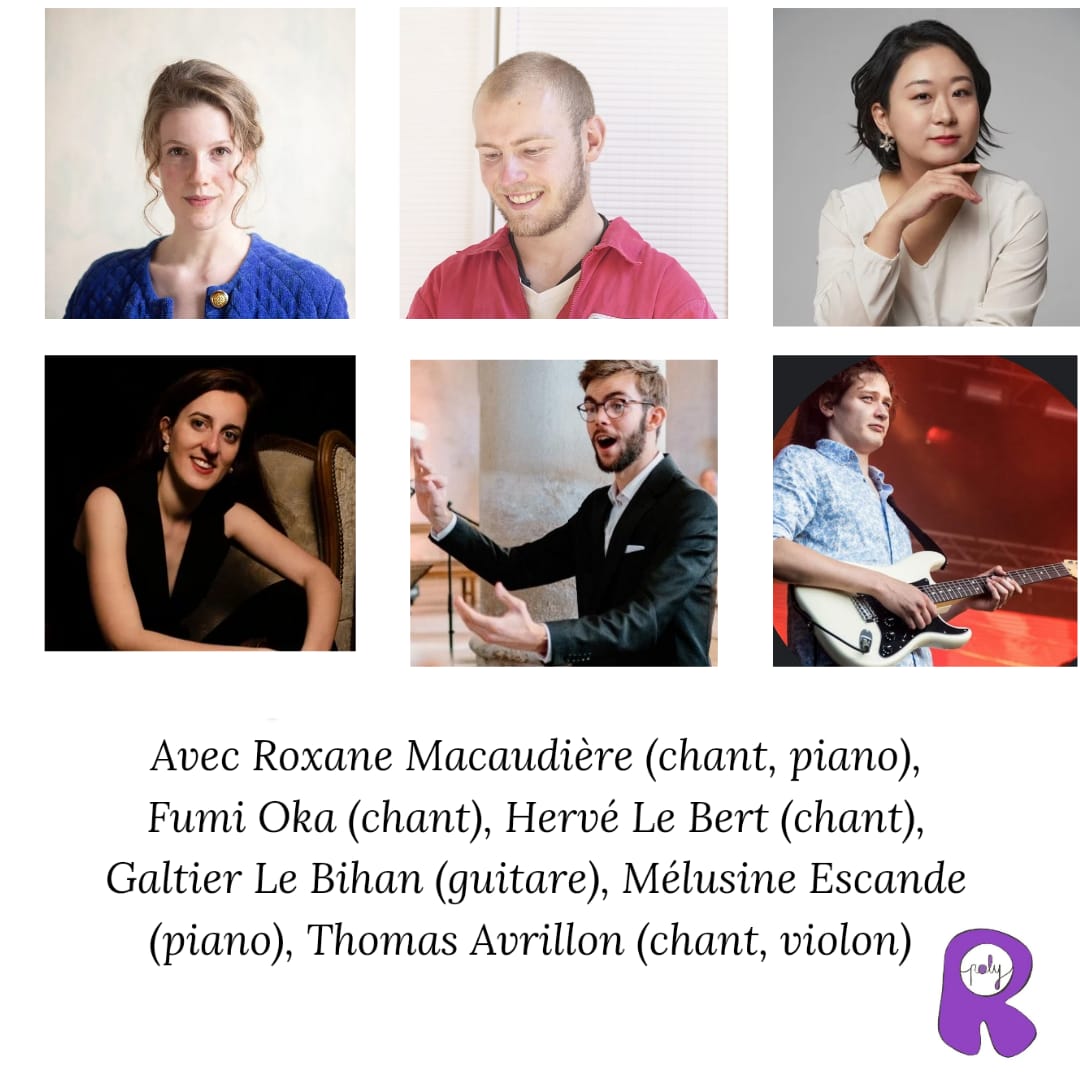 Avec Roxane Macaudière (chant, piano),
Fumi Oka (chant), Hervé Le Bert (chant),
Galtier Le Bihan (guitare), Mélusine Escande
(piano), Thomas Avrillon (chant, violon)
poly
R